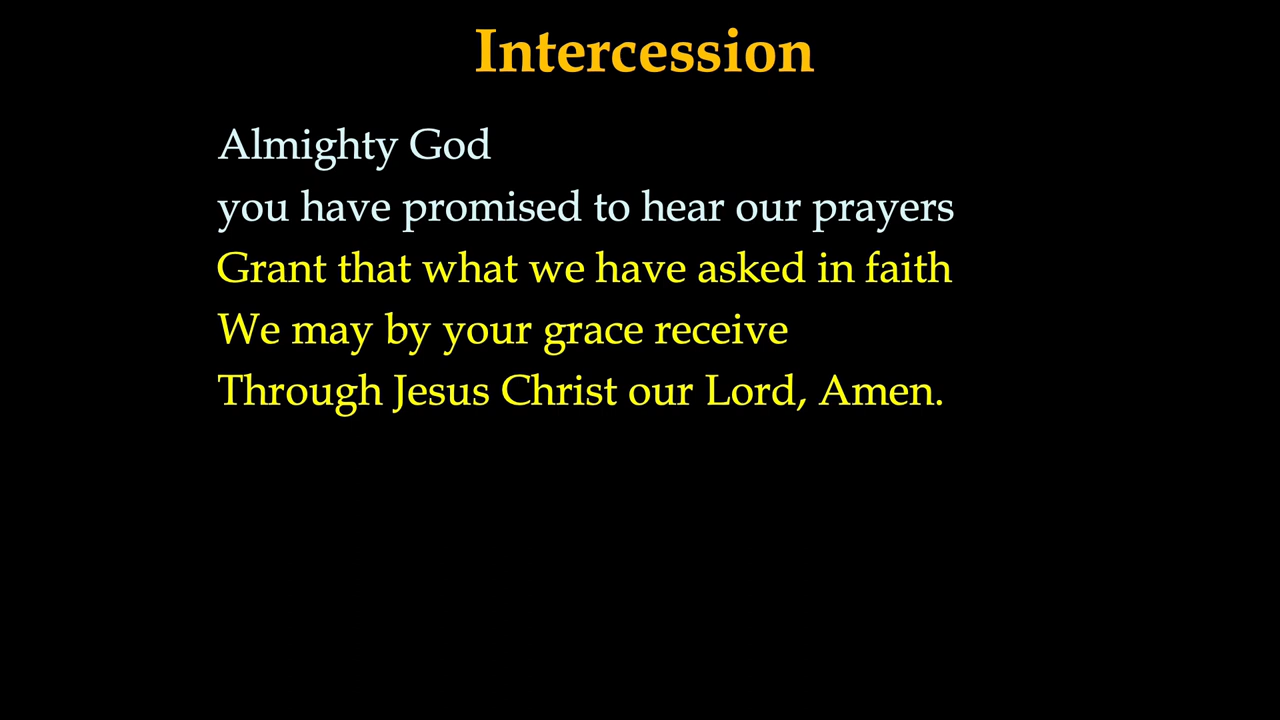 Intercession
Almighty God
you have promised to hear our prayers
Grant that what we have asked in faith
We may by your grace receive
Through Jesus Christ our Lord, Amen.